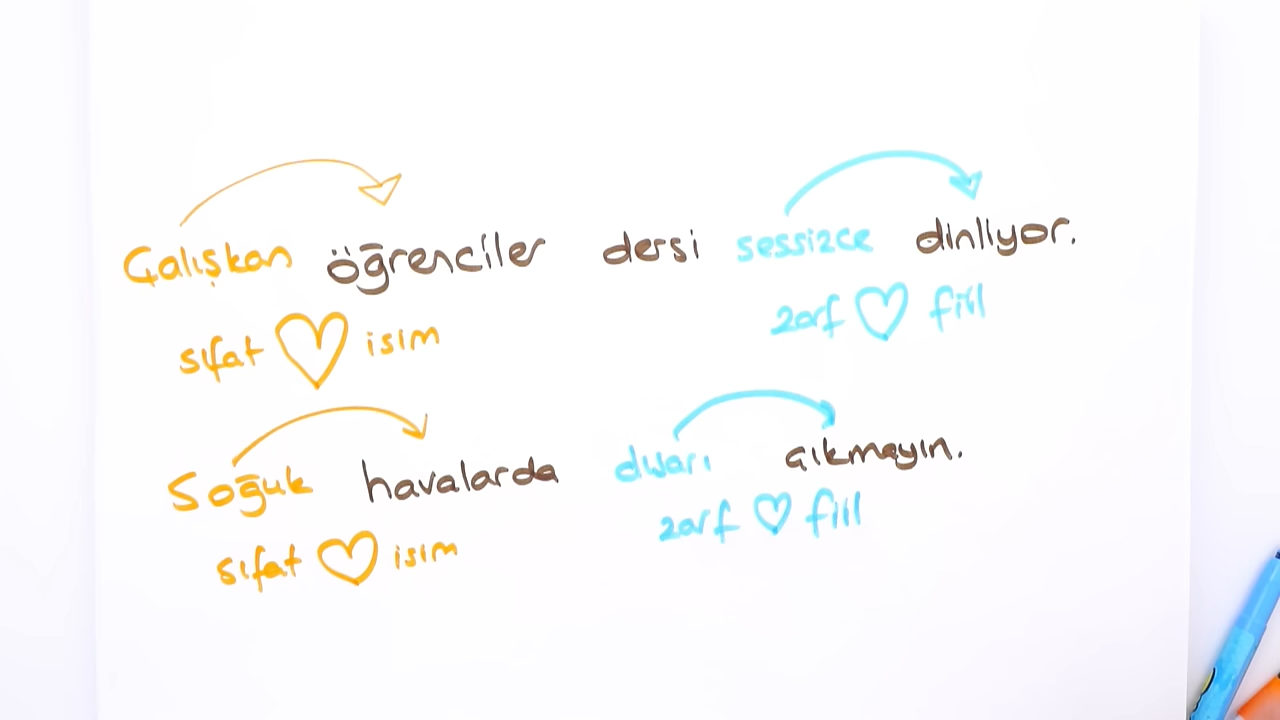 Çalışkan öğrenciler dersi sessizce dinliyor.
sıfat ♡ isim zarf ♡ fiil
Soğuk havalarda dışarı çıkmayın.
sıfat ♡ isim zarf ♡ fiil